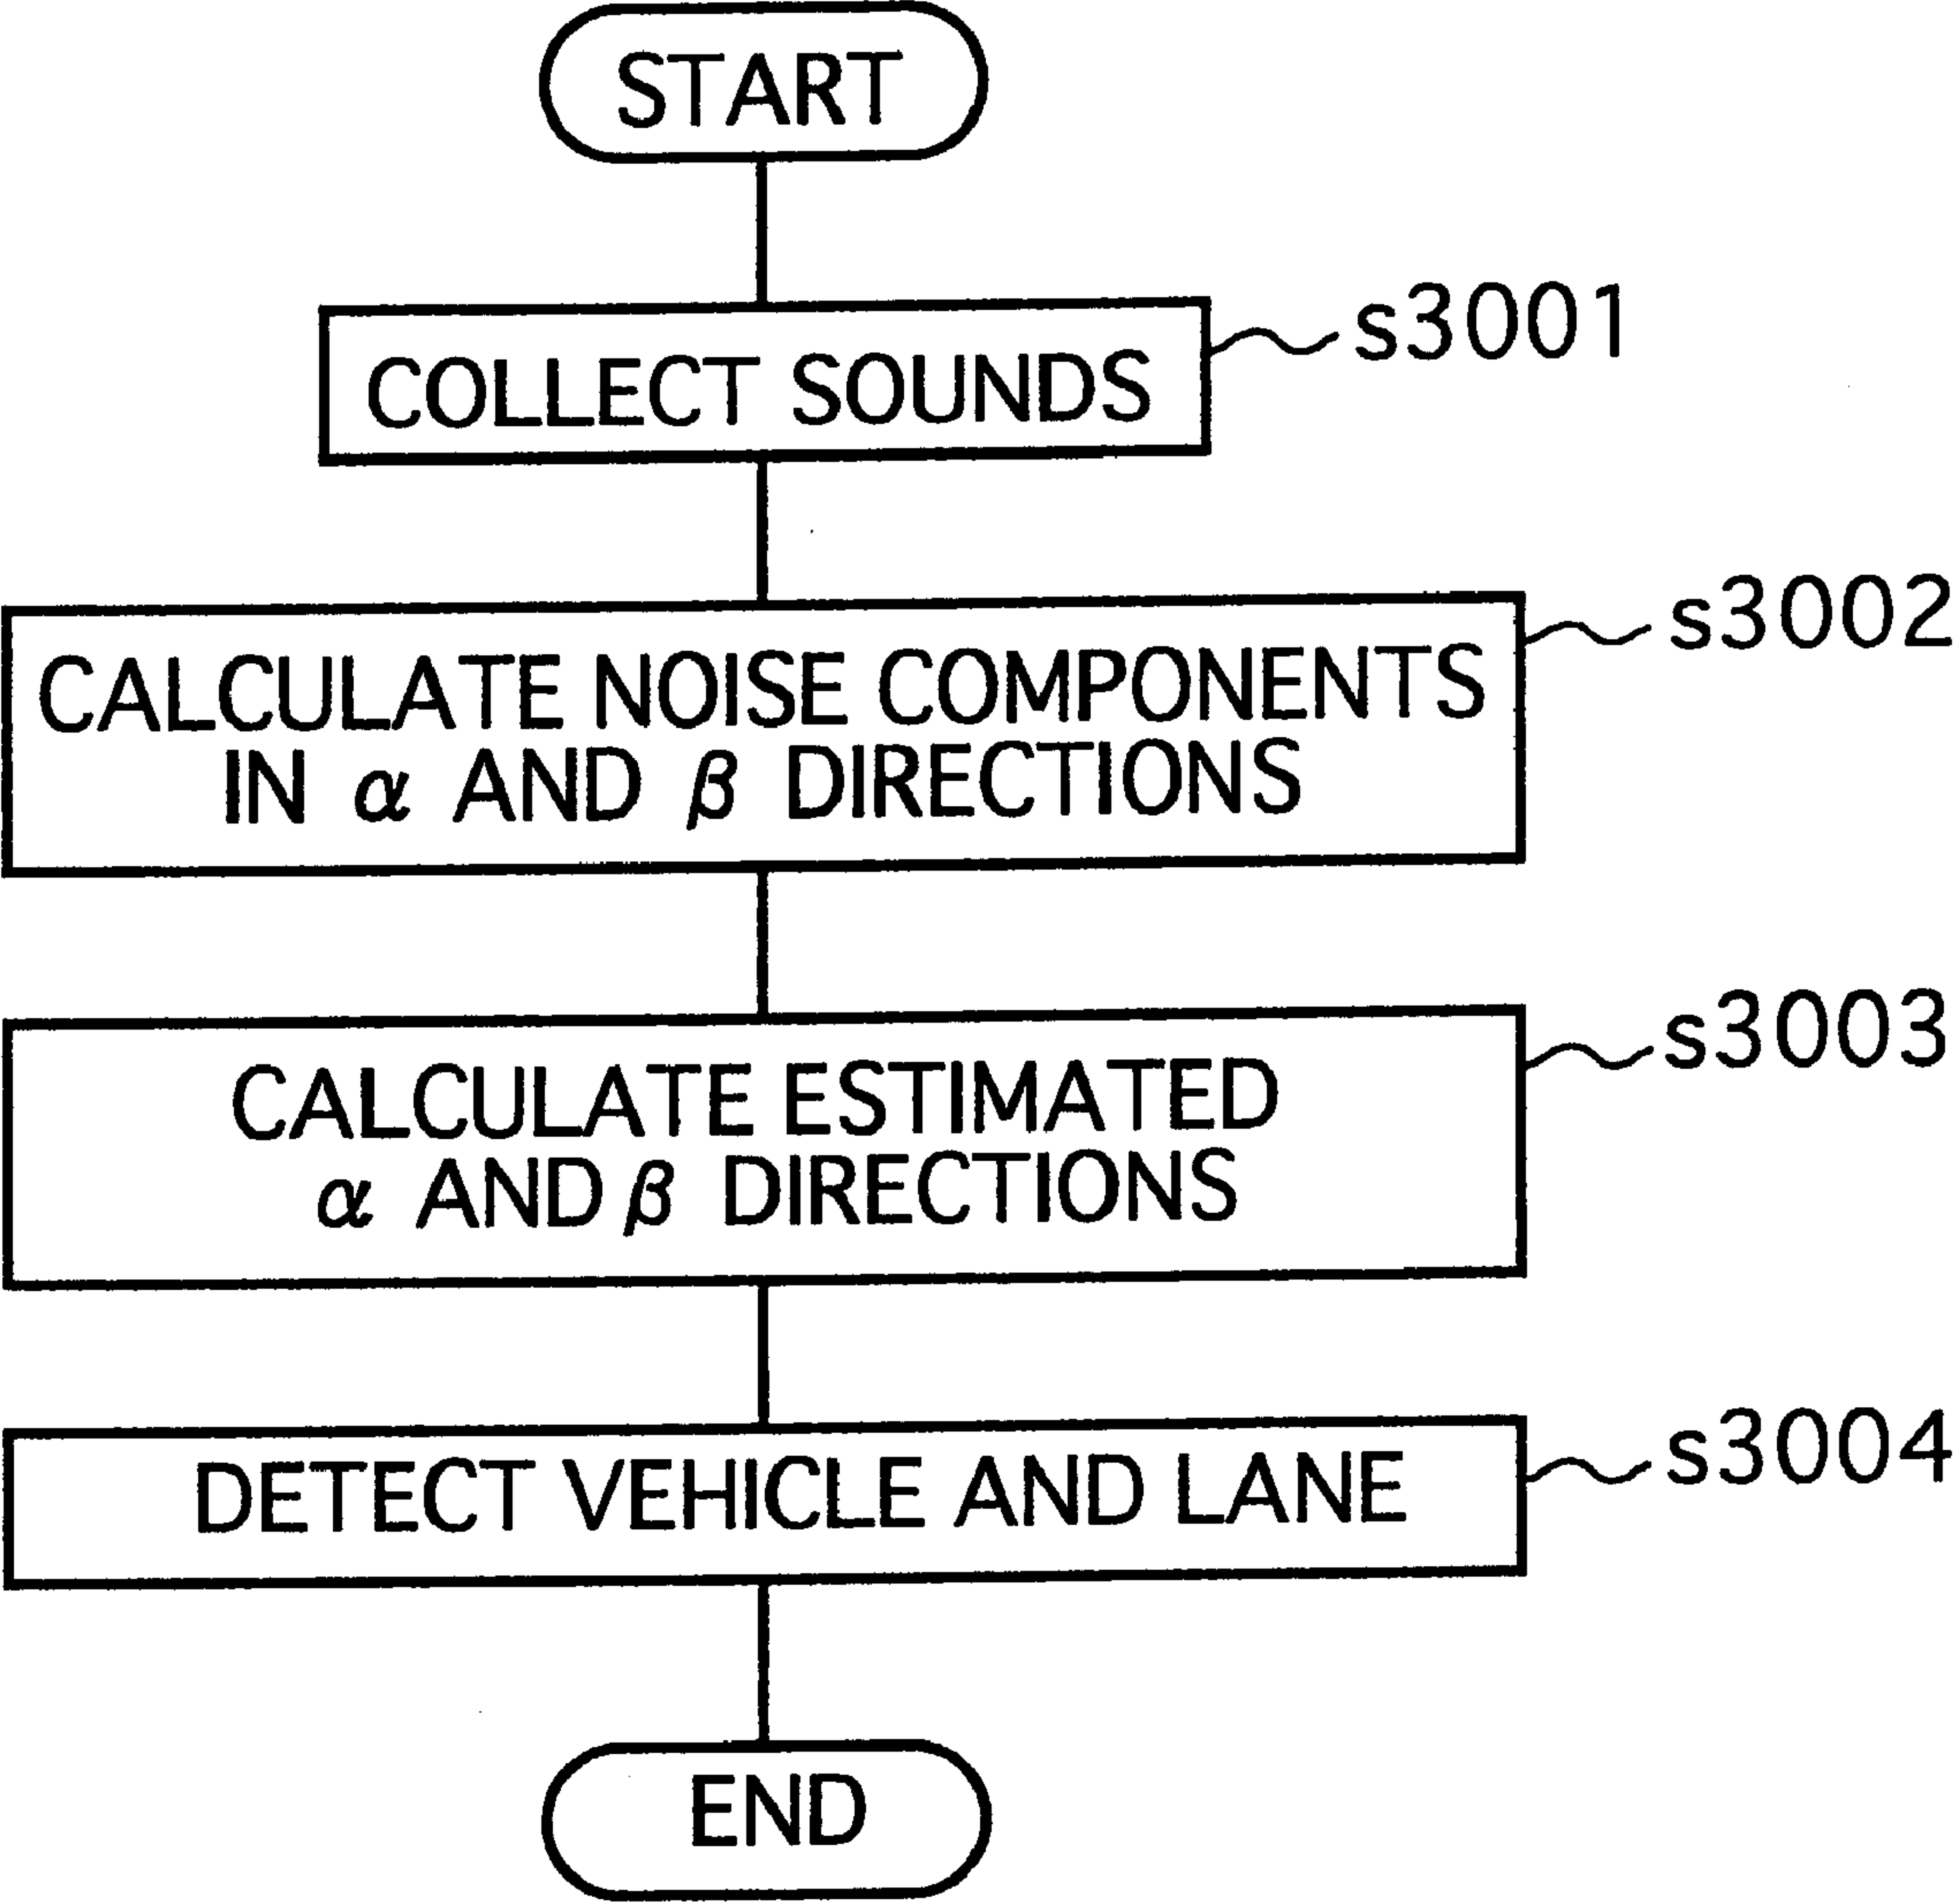 START
COLLECT SOUNDS
s3001
CALCULATE NOISE COMPONENTS
IN α AND β DIRECTIONS
s3002
CALCULATE ESTIMATED
α AND β DIRECTIONS
s3003
DETECT VEHICLE AND LANE
s3004
END